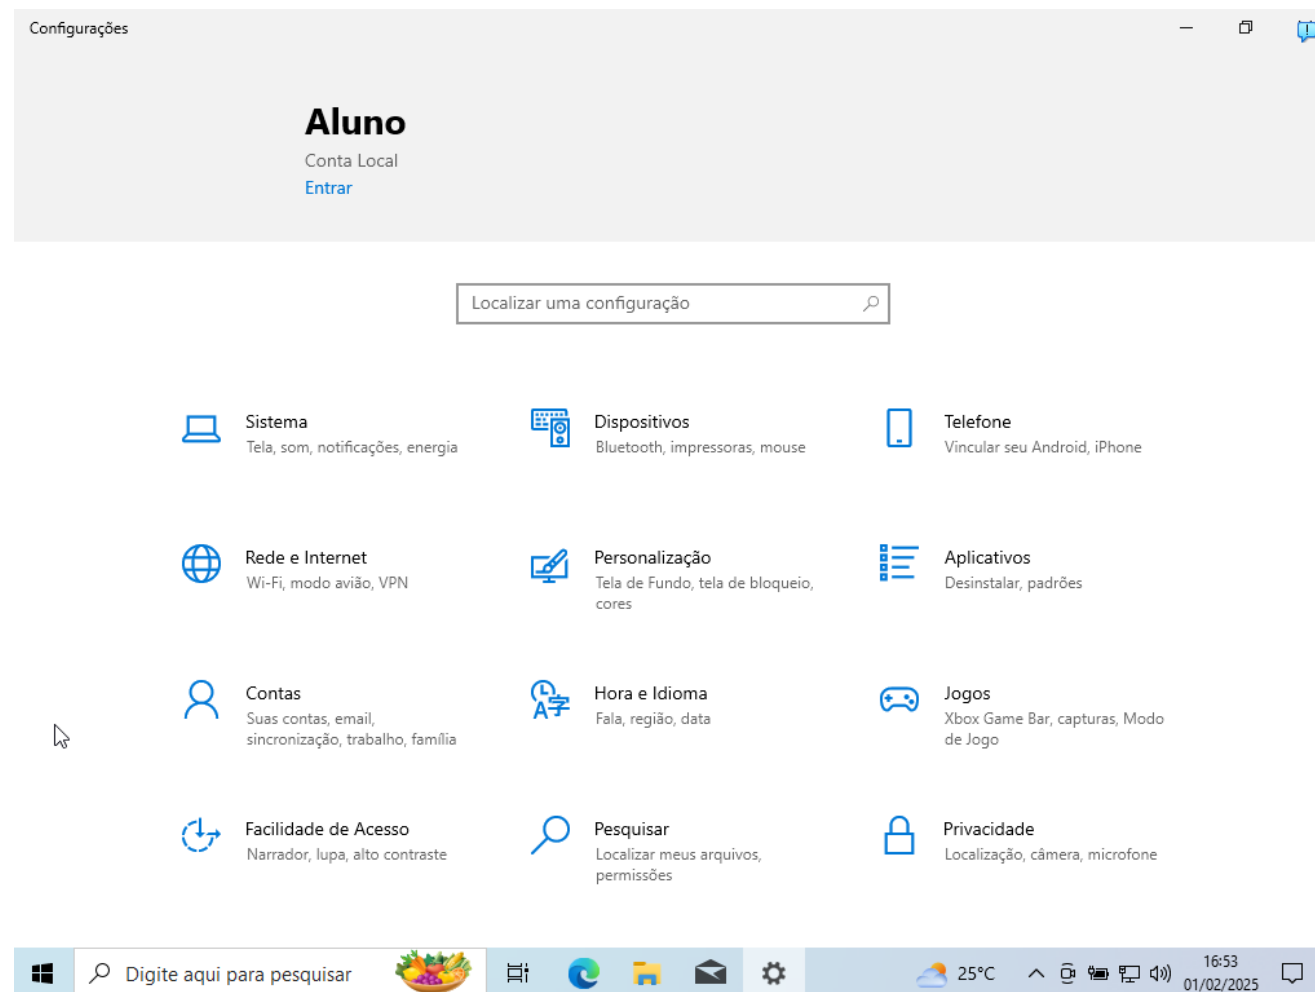 Configurações
Aluno
Conta Local
Entrar
Localizar uma configuração
Sistema
Tela, som, notificações, energia
Dispositivos
Bluetooth, impressoras, mouse
Telefone
Vincular seu Android, iPhone
Rede e Internet
Wi-Fi, modo avião, VPN
Personalização
Tela de Fundo, tela de bloqueio,
cores
Aplicativos
Desinstalar, padrões
Contas
Suas contas, email,
sincronização, trabalho, família
Hora e Idioma
Fala, região, data
Jogos
Xbox Game Bar, capturas, Modo
de Jogo
Facilidade de Acesso
Narrador, lupa, alto contraste
Pesquisar
Localizar meus arquivos,
permissões
Privacidade
Localização, câmera, microfone
Digite aqui para pesquisar
25°C
16:53
01/02/2025